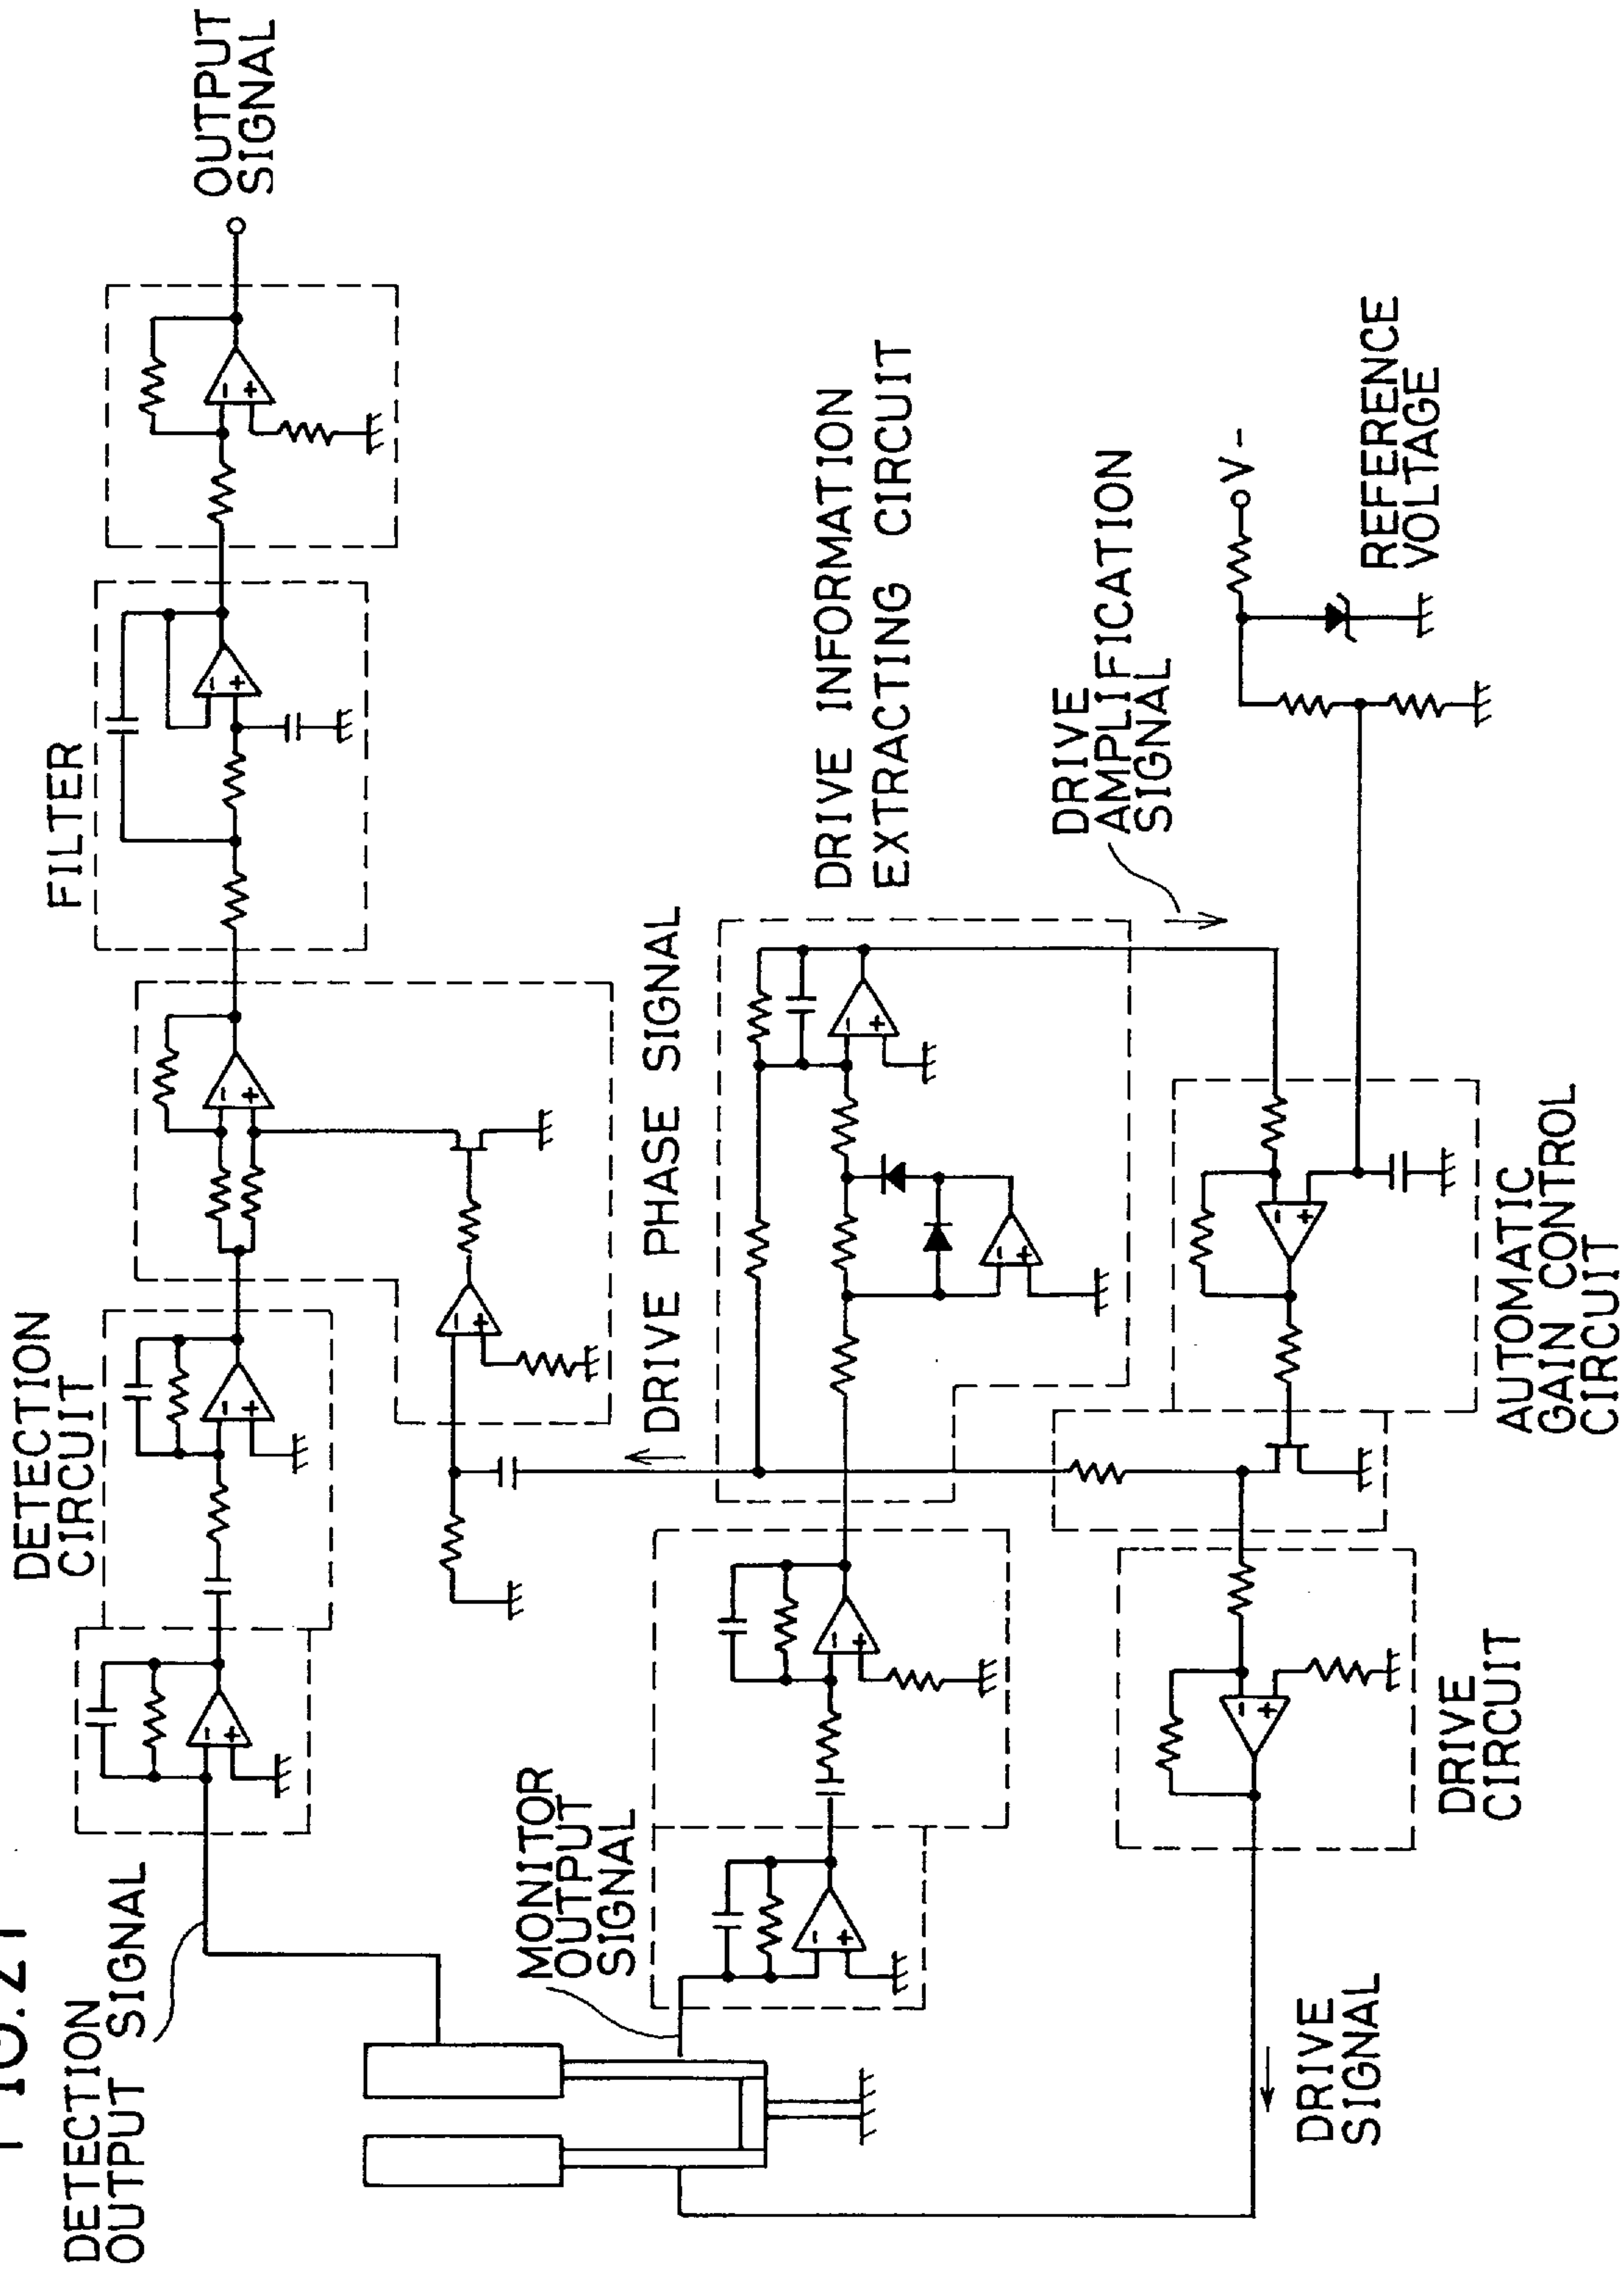 FIG. 21
DETECTION
OUTPUT SIGNAL
DETECTION
CIRCUIT
FILTER
OUTPUT
SIGNAL
MONITOR
OUTPUT
SIGNAL
DRIVE PHASE SIGNAL
DRIVE INFORMATION
EXTRACTING CIRCUIT
DRIVE
AMPLIFICATION
SIGNAL
V -
REFERENCE
VOLTAGE
DRIVE
SIGNAL
DRIVE
CIRCUIT
AUTOMATIC
GAIN CONTROL
CIRCUIT